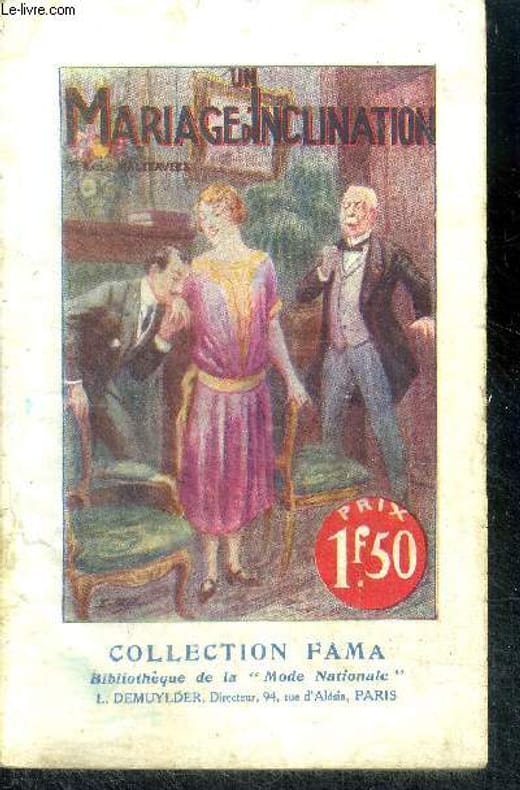 Le-livre.com
UN
MARIAGE D'INCLINATION
MALTRAVERS
PRIX
1F.50
COLLECTION FAMA
Bibliothèque de la "Mode Nationale"
L. DEMUYLDER, Directeur, 94, rue d'Alésia, PARIS